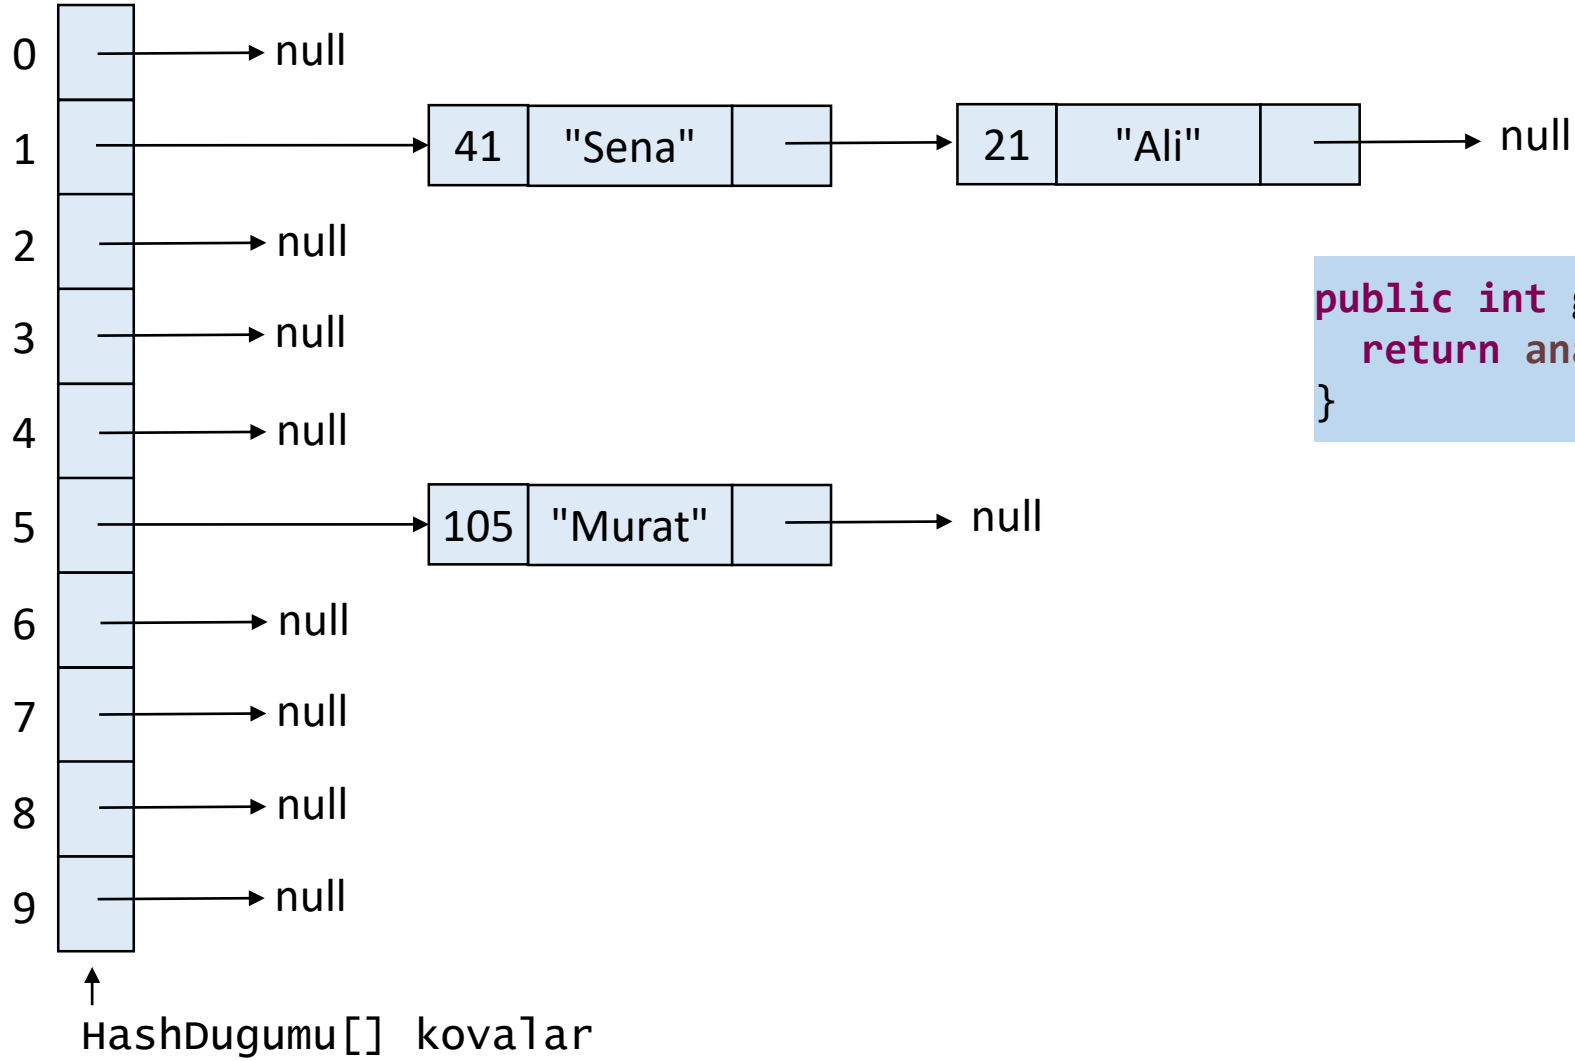 0 null
1 41 "Sena" 21 "Ali" null
2 null
3 null
public int
return
}
4 null
5 105 "Murat" null
6 null
7 null
8 null
9 null
HashDugumu[] kovalar